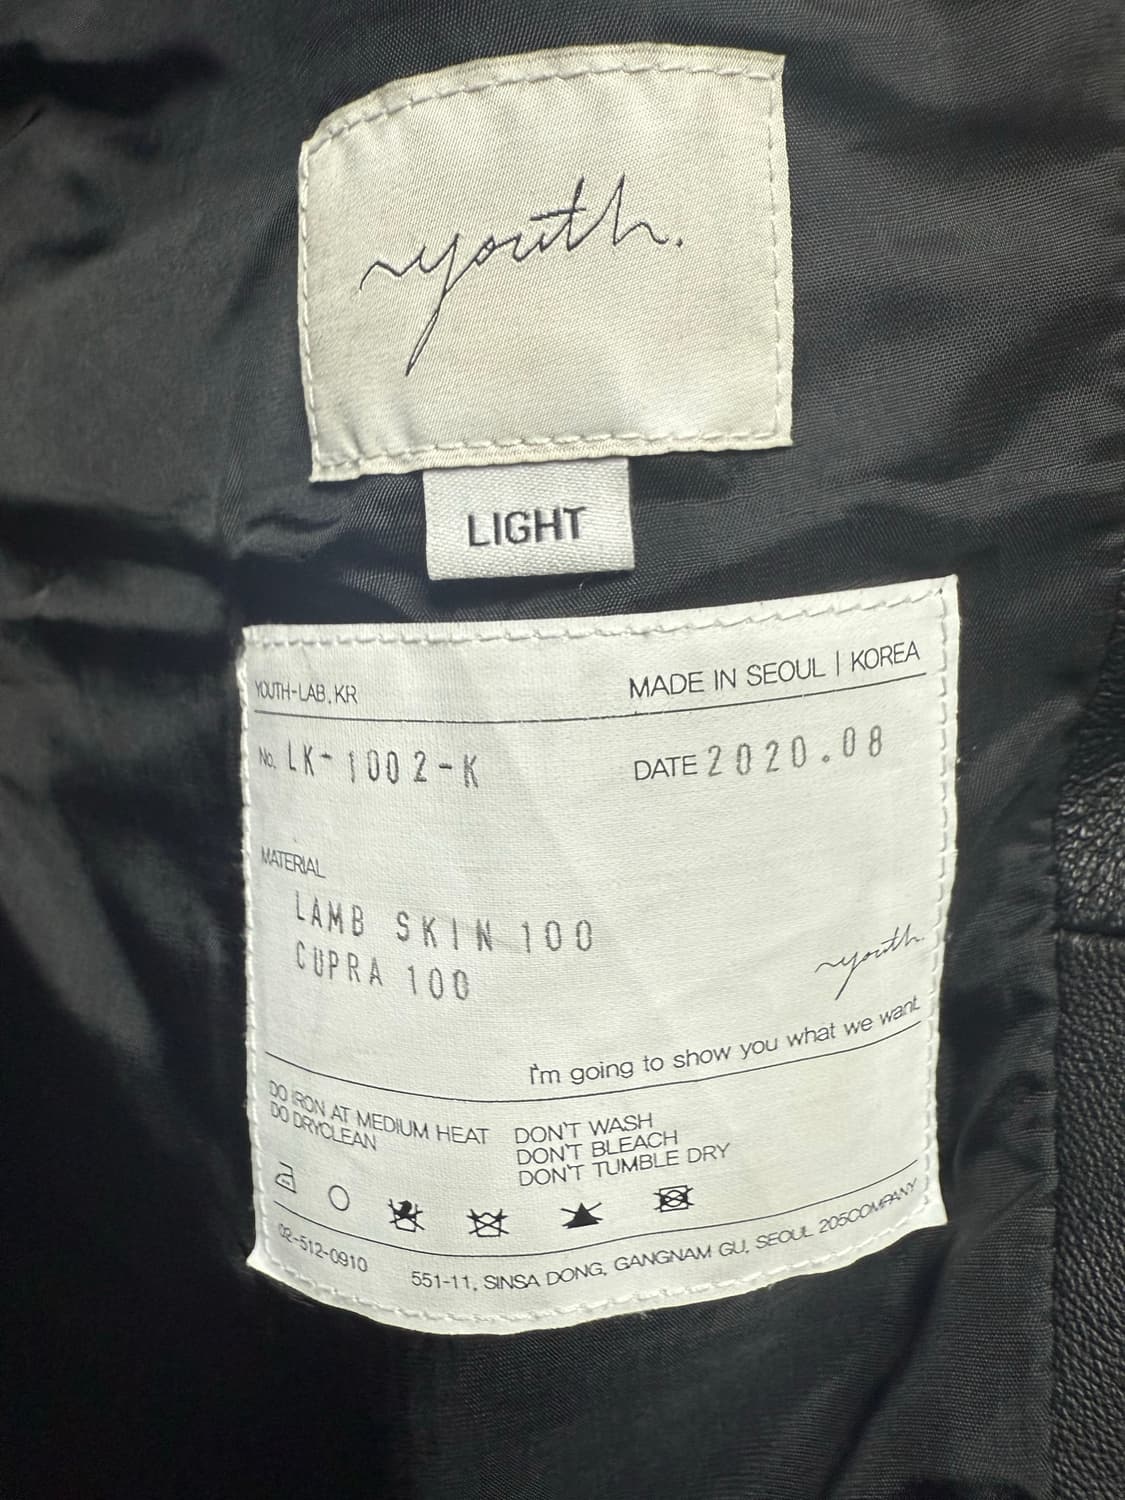 youth.
LIGHT
YOUTH-LAB.KR MADE IN SEOUL | KOREA
No. LK-1002-K DATE 2020.08
MATERIAL
LAMB SKIN 100
CUPRA 100
youth.
I'm going to show you what we want.
DO IRON AT MEDIUM HEAT DON'T WASH
DO DRYCLEAN DON'T BLEACH
DON'T TUMBLE DRY
02-512-0910 551-11, SINSA DONG, GANGNAM GU, SEOUL 205COMPANY